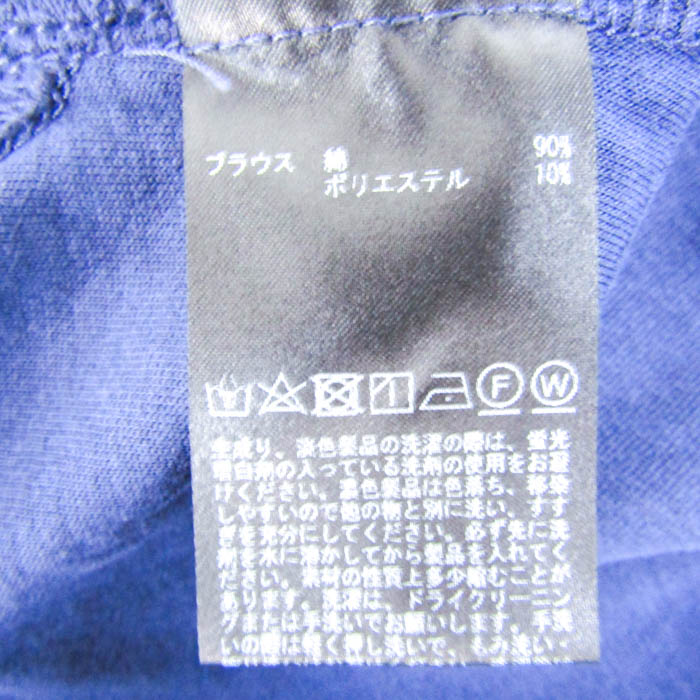 ブラウス 綿 90%
ポリエステル 10%
F W
生成り、淡色製品の洗濯の際は、蛍光
増白剤の入っている洗剤の使用をお避
けください。濃色製品は色落ち、移染
しやすいので他の物と別に洗い、すす
ぎを充分にしてください。必ず先に洗
剤を水に溶かしてから製品を入れてく
ださい。素材の性質上多少縮むことが
あります。洗濯は、ドライクリーニン
グまたは手洗いでお願いします。手洗
いの際は軽く押し洗いで、もみ洗い・